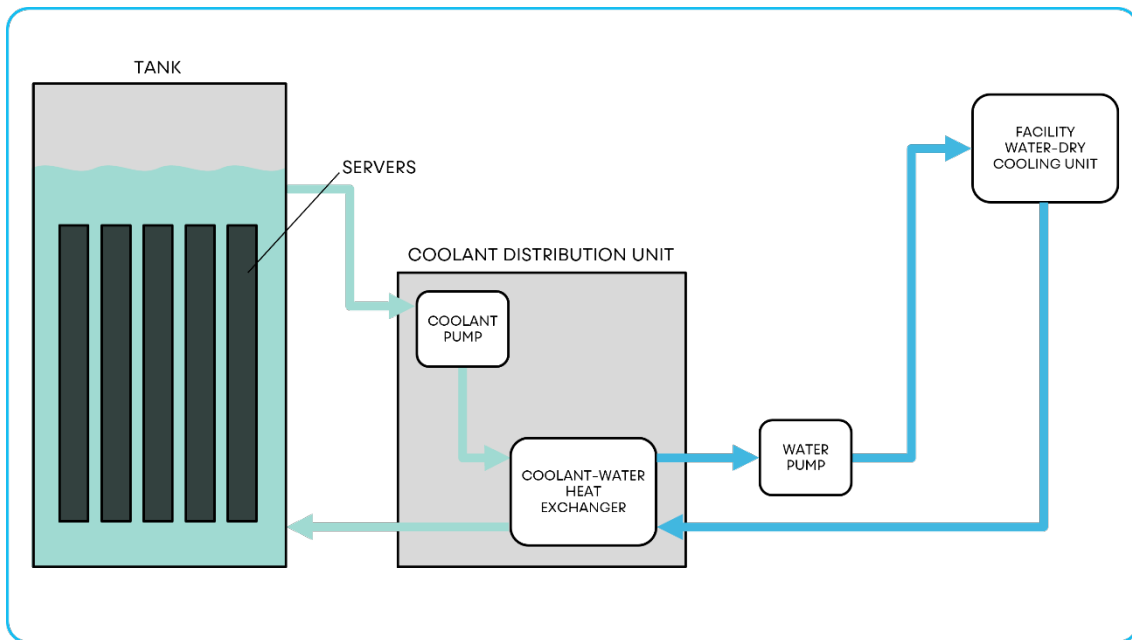 TANK
SERVERS
COOLANT DISTRIBUTION UNIT
COOLANT
PUMP
COOLANT-WATER
HEAT
EXCHANGER
WATER
PUMP
FACILITY
WATER-DRY
COOLING UNIT